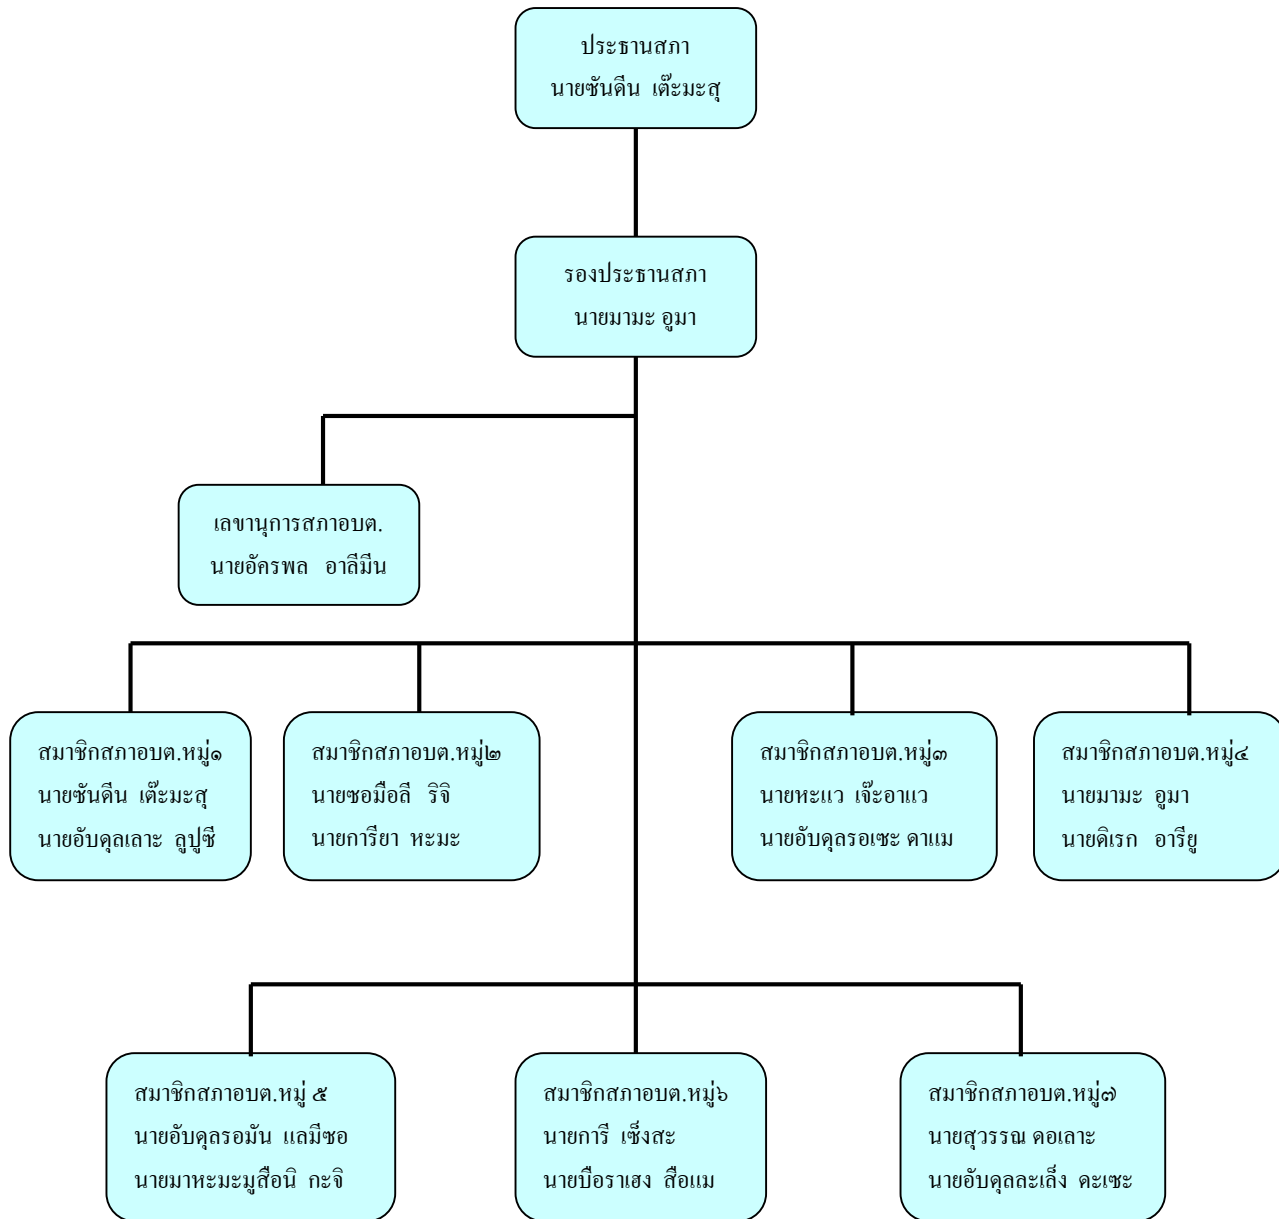 ประธานสภา
นายซันดีน  เต๊ะมะสุ
รองประธานสภา
นายมามะ อูมา
เลขานุการสภาอบต.
นายอัครพล  อาลีมีน
สมาชิกสภาอบต.หมู่๑
นายซันดีน  เต๊ะมะสุ
นายอับดุลเลาะ  ลูปูซี
สมาชิกสภาอบต.หมู่๒
นายซอมือลี  ริจิ
นายการียา  หะมะ
สมาชิกสภาอบต.หมู่๓
นายหะแว  เจ๊ะอาแว
นายอับดุลรอเซะ ดาแม
สมาชิกสภาอบต.หมู่๔
นายมามะ  อูมา
นายดิเรก  อารียู
สมาชิกสภาอบต.หมู่ ๕
นายอับดุลรอมัน  แลมีซอ
นายมาหะมะมูสือนิ  กะจิ
สมาชิกสภาอบต.หมู่๖
นายการี  เซ็งสะ
นายบือราเฮง  สือแม
สมาชิกสภาอบต.หมู่๗
นายสุวรรณ ดอเลาะ
นายอับดุลละเล็ง  ดะเซะ